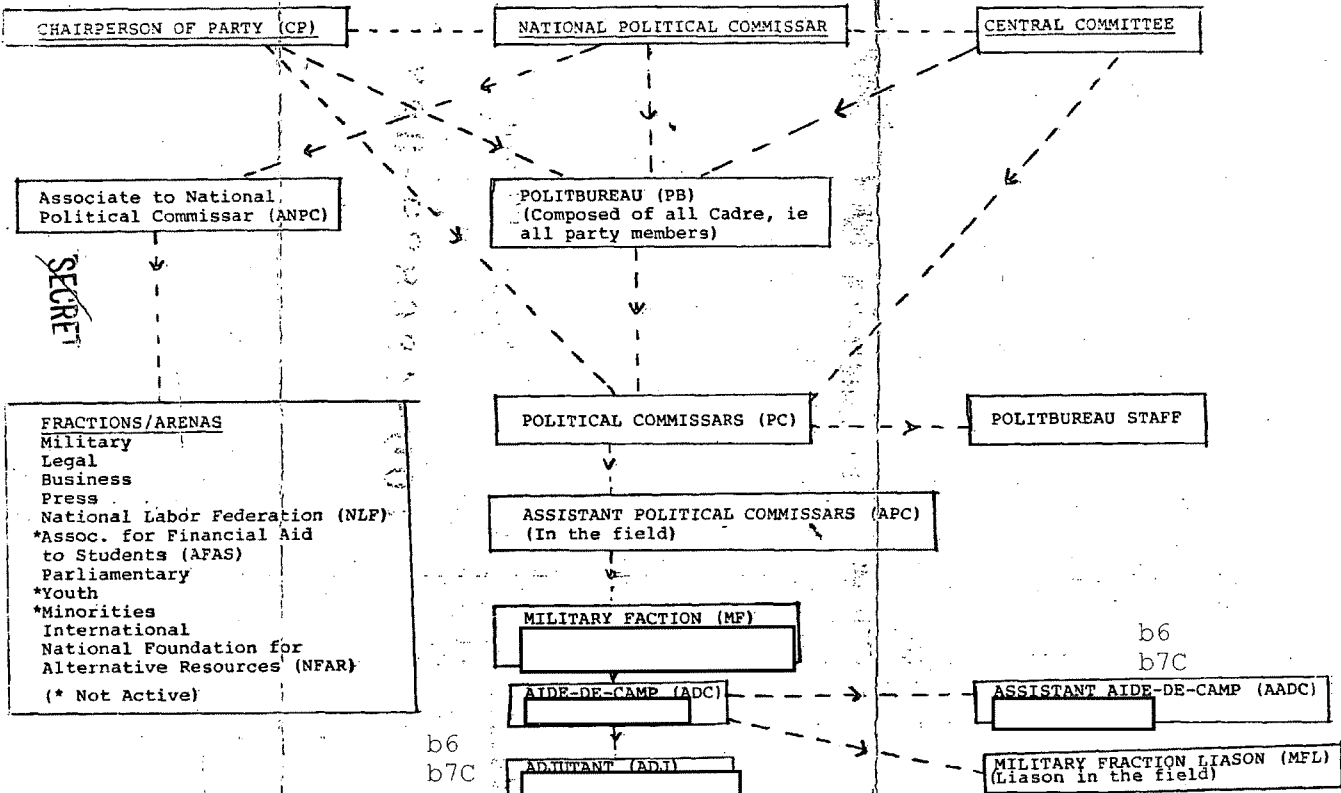 CHAIRPERSON OF PARTY (CP)
NATIONAL POLITICAL COMMISSAR
CENTRAL COMMITTEE
Associate to National
Political Commissar (ANPC)
POLITBUREAU (PB)
(Composed of all Cadre, ie
all party members)
SECRET
FRACTIONS/ARENAS
Military
Legal
Business
Press
National Labor Federation (NLF)
*Assoc. for Financial Aid
to Students (AFAS)
Parliamentary
*Youth
*Minorities
International
National Foundation for
Alternative Resources (NFAR)
(* Not Active)
POLITICAL COMMISSARS (PC)
POLITBUREAU STAFF
ASSISTANT POLITICAL COMMISSARS (APC)
(In the field)
MILITARY FACTION (MF)
b6
b7C
AIDE-DE-CAMP (ADC)
ASSISTANT AIDE-DE-CAMP (AADC)
b6
b7C
ADJUTANT (ADJ)
MILITARY FRACTION LIASON (MFL)
(Liason in the field)